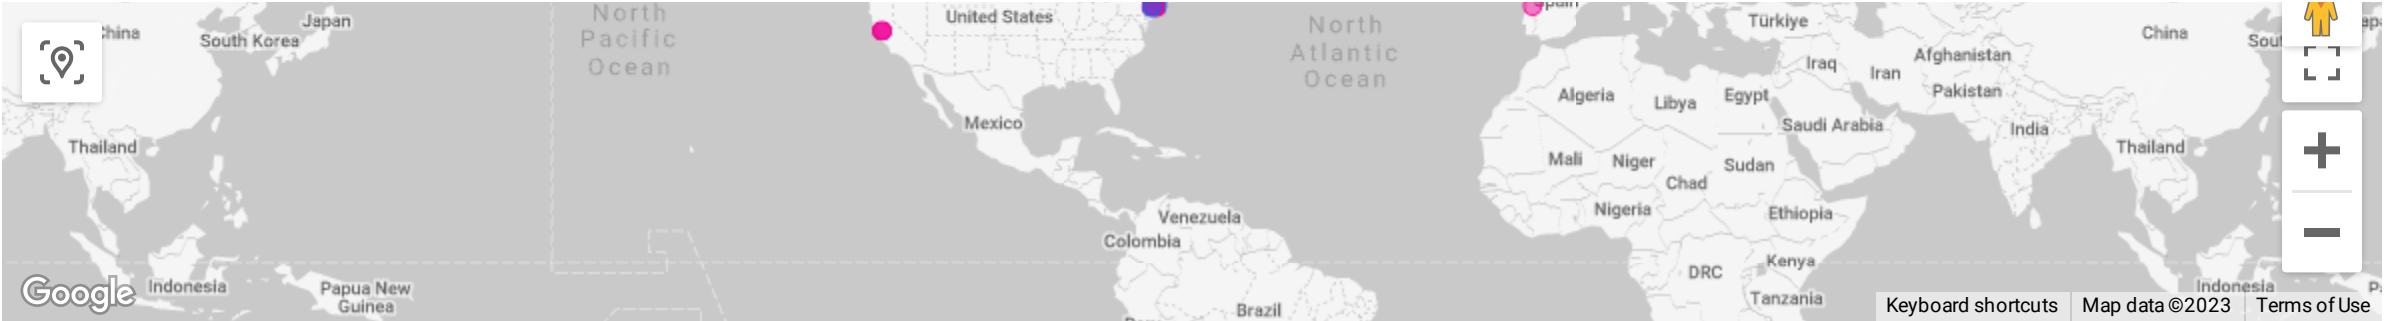 North
Pacific
Ocean
Japan
China
South Korea
United States
North
Atlantic
Ocean
Spain
Türkiye
China
Afghanistan
Iraq
Iran
Pakistan
Algeria
Libya
Egypt
Mexico
Saudi Arabia
India
Thailand
Thailand
Mali
Niger
Sudan
Chad
Nigeria
Ethiopia
Venezuela
Colombia
Kenya
DRC
Indonesia
Papua New
Guinea
Indonesia
Tanzania
Brazil
Google
Keyboard shortcuts
Map data ©2023
Terms of Use